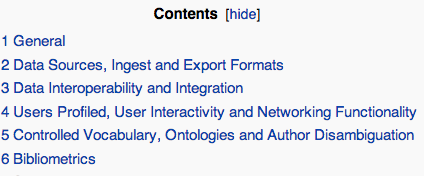 Contents [hide]
1 General
2 Data Sources, Ingest and Export Formats
3 Data Interoperability and Integration
4 Users Profiled, User Interactivity and Networking Functionality
5 Controlled Vocabulary, Ontologies and Author Disambiguation
6 Bibliometrics